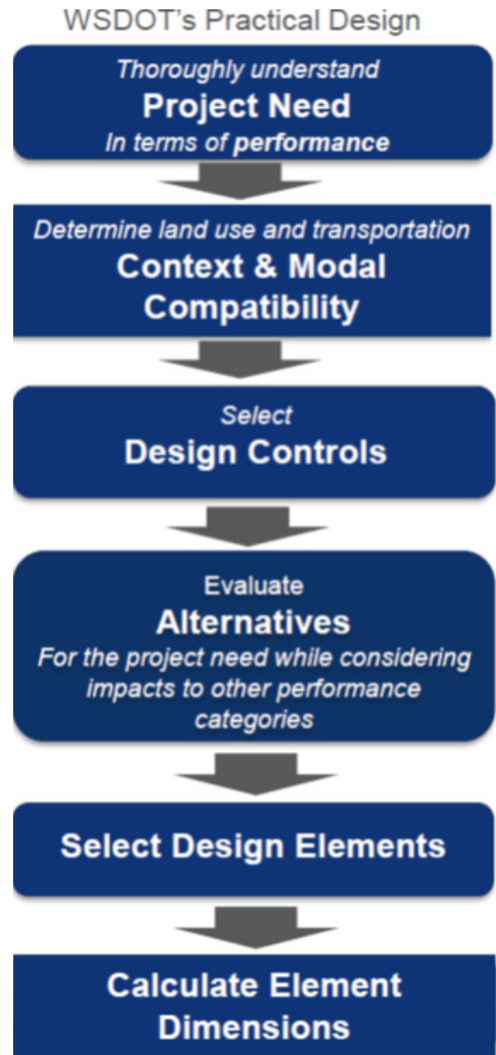 WSDOT's Practical Design
Thoroughly understand
Project Need
In terms of performance
Determine land use and transportation
Context & Modal
Compatibility
Select
Design Controls
Evaluate
Alternatives
For the project need while considering
impacts to other performance
categories
Select Design Elements
Calculate Element
Dimensions